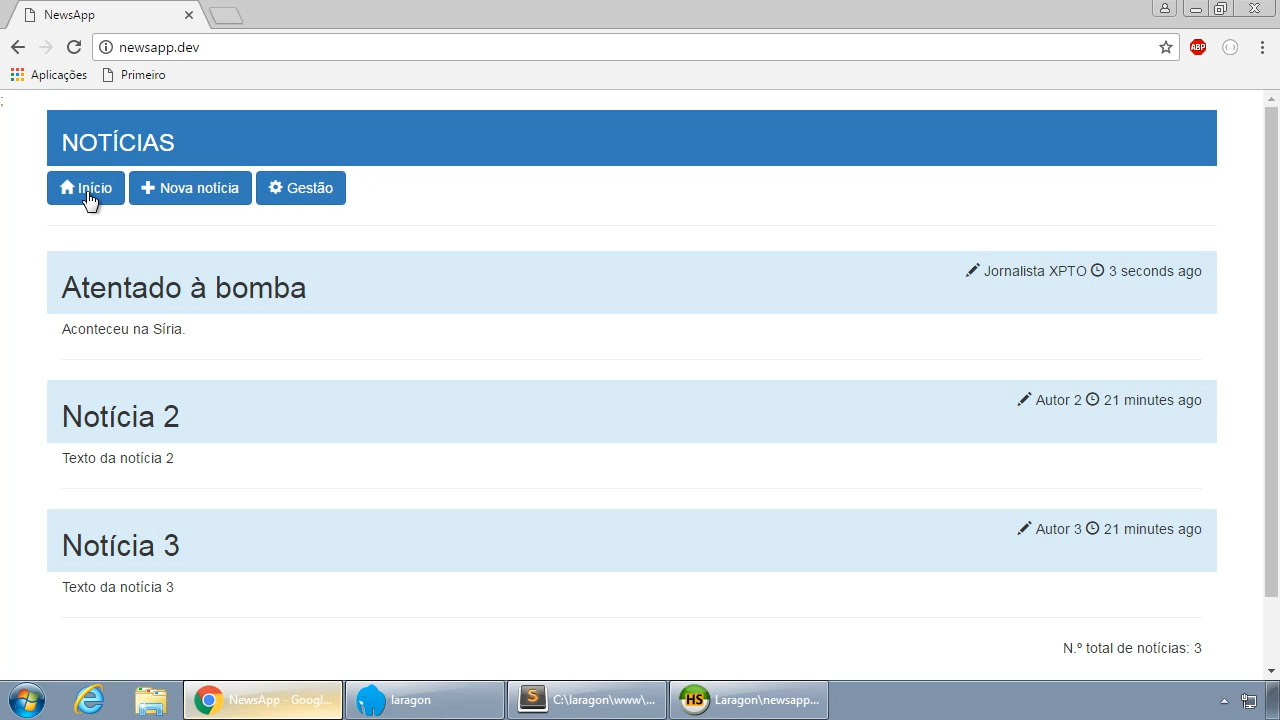 NewsApp
newsapp.dev
ABP
Aplicações Primeiro
;
NOTÍCIAS
Início Nova notícia Gestão
Atentado à bomba
Jornalista XPTO 3 seconds ago
Aconteceu na Síria.
Notícia 2
Autor 2 21 minutes ago
Texto da notícia 2
Notícia 3
Autor 3 21 minutes ago
Texto da notícia 3
N.º total de notícias: 3
NewsApp - Googl... laragon C:\laragon\www\... HS Laragon\newsapp...